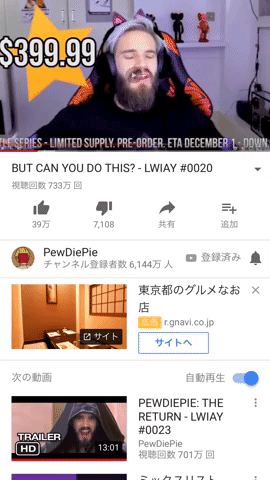 $399.99
TLE SERIES - LIMITED SUPPLY. PRE-ORDER. ETA DECEMBER 1. - DOWN
BUT CAN YOU DO THIS? - LWIAY #0020
視聴回数 733万 回
39万
7,108
共有
追加
PewDiePie
チャンネル登録者数 6,144万 人
登録済み
東京都のグルメなお
店
広告 r.gnavi.co.jp
サイト
サイトへ
次の動画
自動再生
PEWDIEPIE: THE
RETURN - LWIAY
#0023
PewDiePie
視聴回数 701万 回
TRAILER
HD
13:01
ミックスリスト